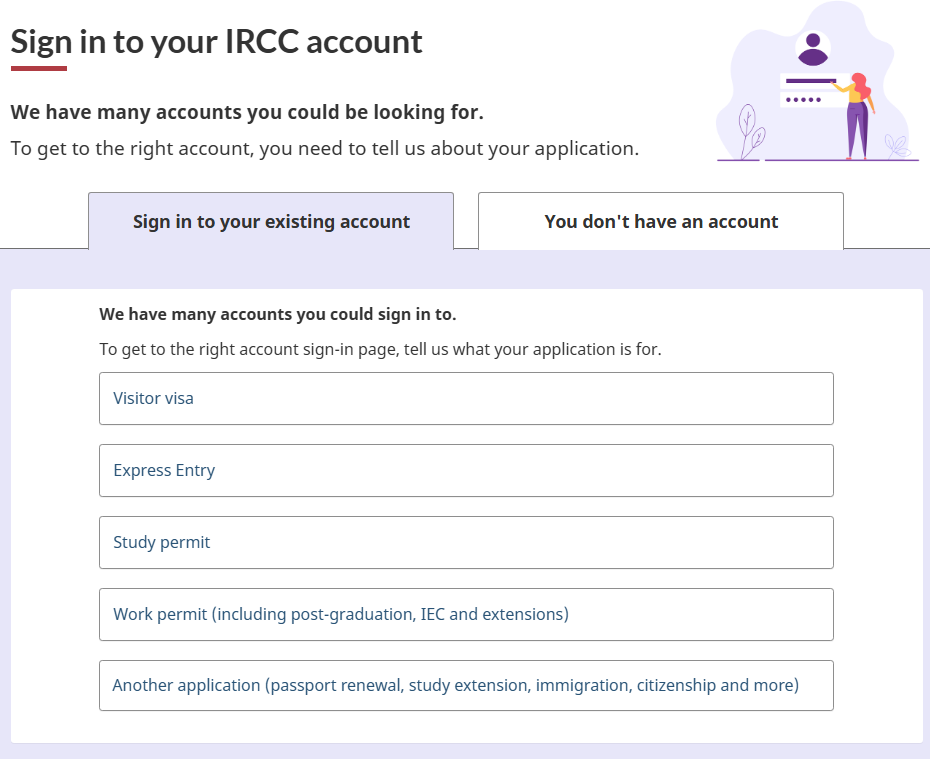 Sign in to your IRCC account
We have many accounts you could be looking for.
To get to the right account, you need to tell us about your application.
Sign in to your existing account
You don't have an account
We have many accounts you could sign in to.
To get to the right account sign-in page, tell us what your application is for.
Visitor visa
Express Entry
Study permit
Work permit (including post-graduation, IEC and extensions)
Another application (passport renewal, study extension, immigration, citizenship and more)